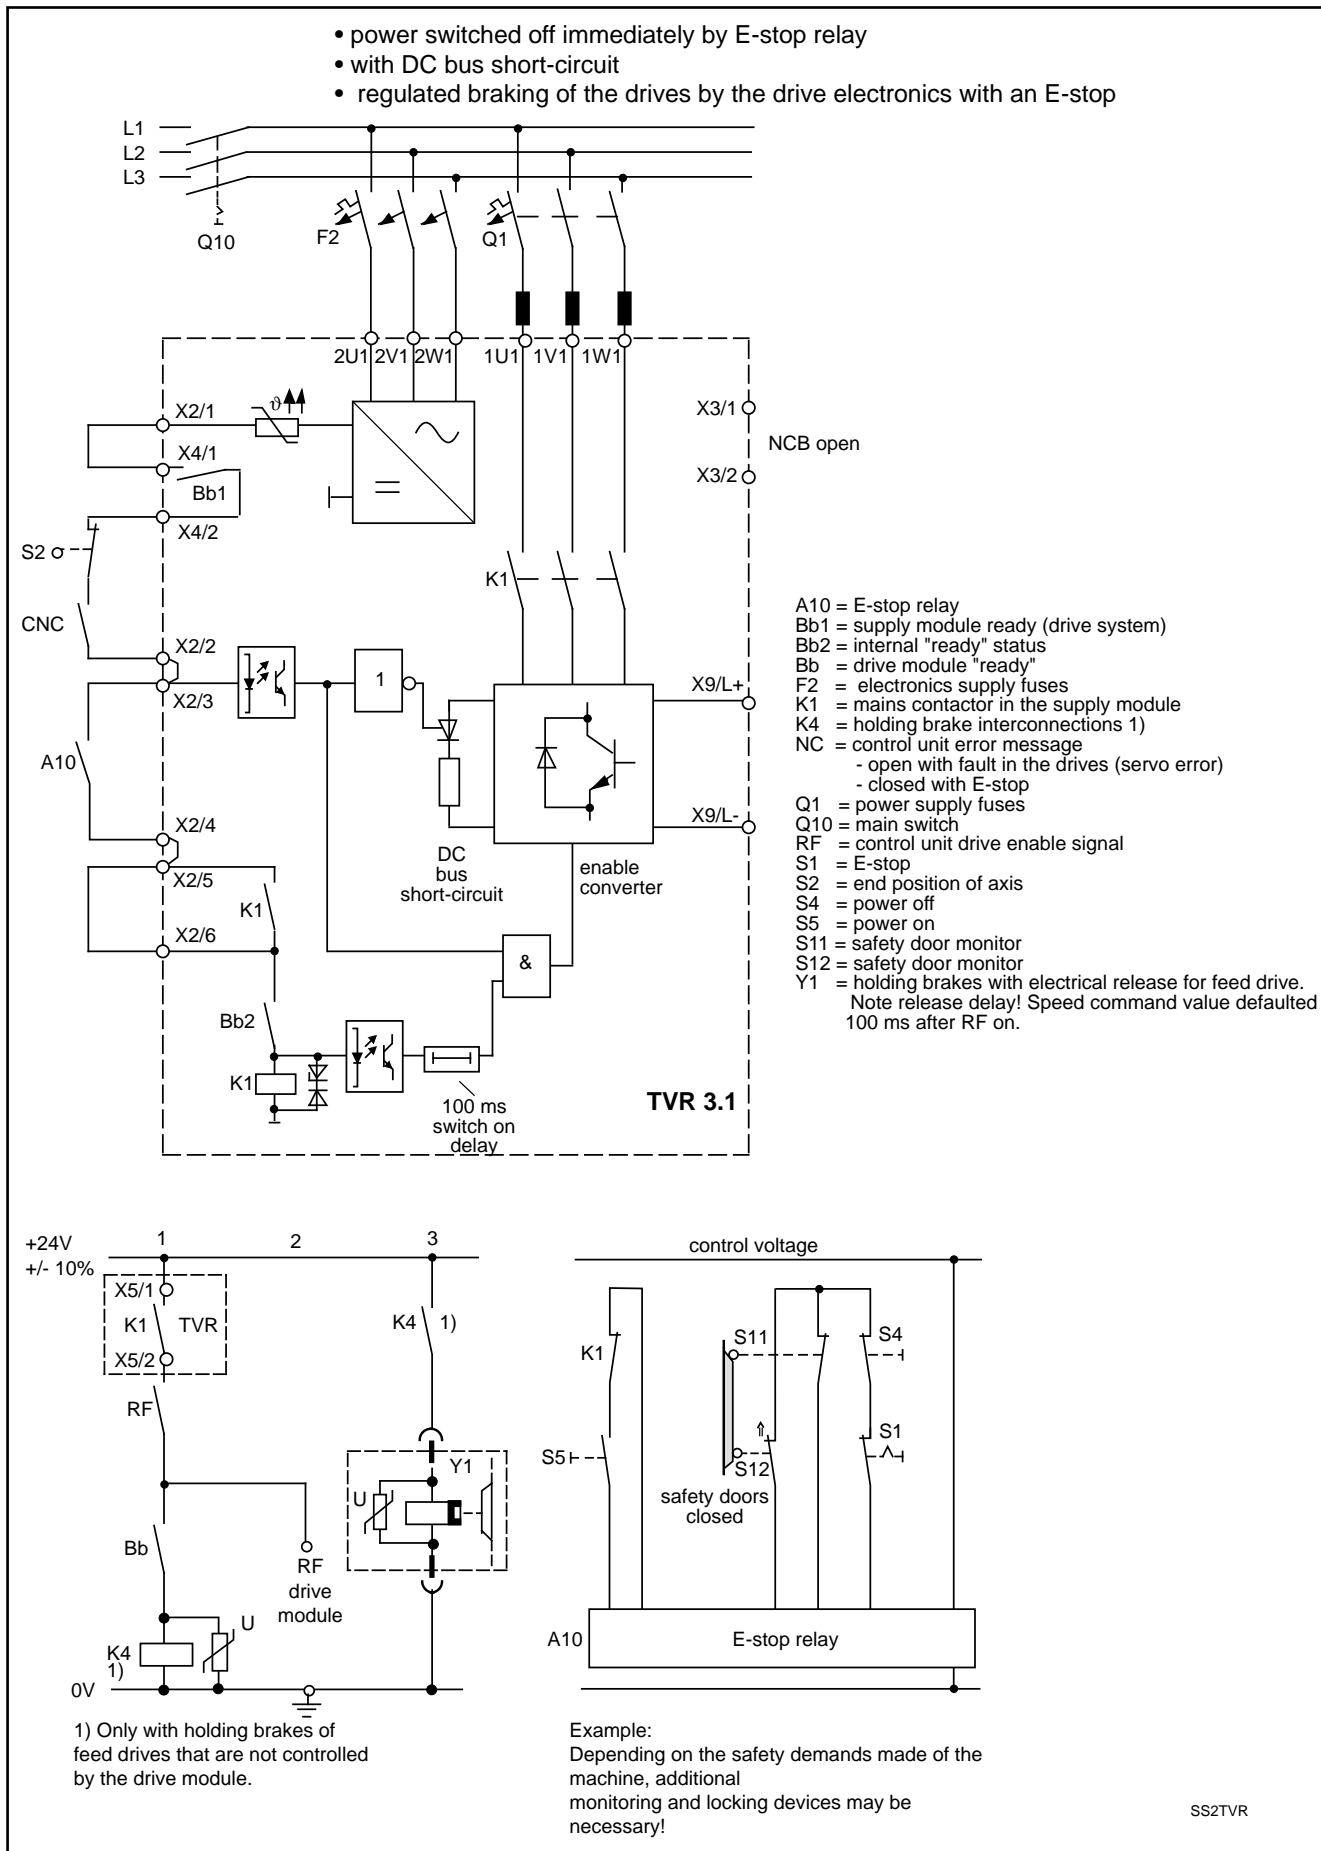 • power switched off immediately by E-stop relay
• with DC bus short-circuit
• regulated braking of the drives by the drive electronics with an E-stop
L1
L2
L3
Q10
F2
Q1
2U1 2V1 2W1 1U1 1V1 1W1
X2/1
ϑ
X3/1
X4/1
NCB open
Bb1
X3/2
X4/2
S2
K1
CNC
X2/2
1
X9/L+
X2/3
A10
X9/L-
X2/4
DC
bus
short-circuit
enable
converter
X2/5
K1
X2/6
&
Bb2
K1
100 ms
switch on
delay
TVR 3.1
A10 = E-stop relay
Bb1 = supply module ready (drive system)
Bb2 = internal "ready" status
Bb = drive module "ready"
F2 = electronics supply fuses
K1 = mains contactor in the supply module
K4 = holding brake interconnections 1)
NC = control unit error message
- open with fault in the drives (servo error)
- closed with E-stop
Q1 = power supply fuses
Q10 = main switch
RF = control unit drive enable signal
S1 = E-stop
S2 = end position of axis
S4 = power off
S5 = power on
S11 = safety door monitor
S12 = safety door monitor
Y1 = holding brakes with electrical release for feed drive.
Note release delay! Speed command value defaulted
100 ms after RF on.
+24V
+/- 10%
1
2
3
X5/1
K1 TVR
X5/2
RF
K4 1)
Y1
U
Bb
RF
drive
module
U
K4
1)
0V
1) Only with holding brakes of
feed drives that are not controlled
by the drive module.
control voltage
K1
S11
S4
S5
S12
S1
safety doors
closed
A10
E-stop relay
Example:
Depending on the safety demands made of the
machine, additional
monitoring and locking devices may be
necessary!
SS2TVR